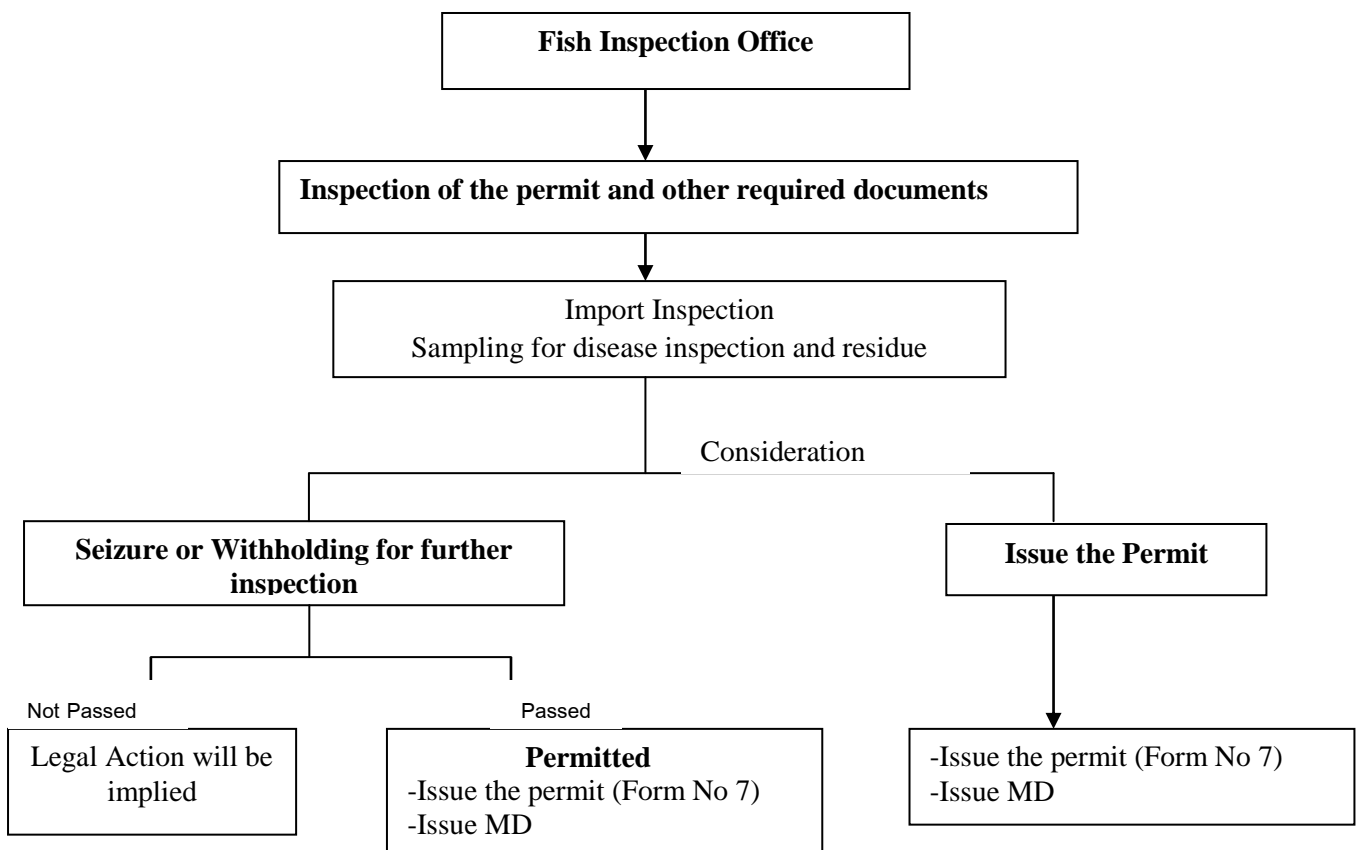 Fish Inspection Office
Inspection of the permit and other required documents
Import Inspection
Sampling for disease inspection and residue
Consideration
Seizure or Withholding for further
inspection
Issue the Permit
Not Passed
Passed
Legal Action will be
implied
Permitted
-Issue the permit (Form No 7)
-Issue MD
-Issue the permit (Form No 7)
-Issue MD